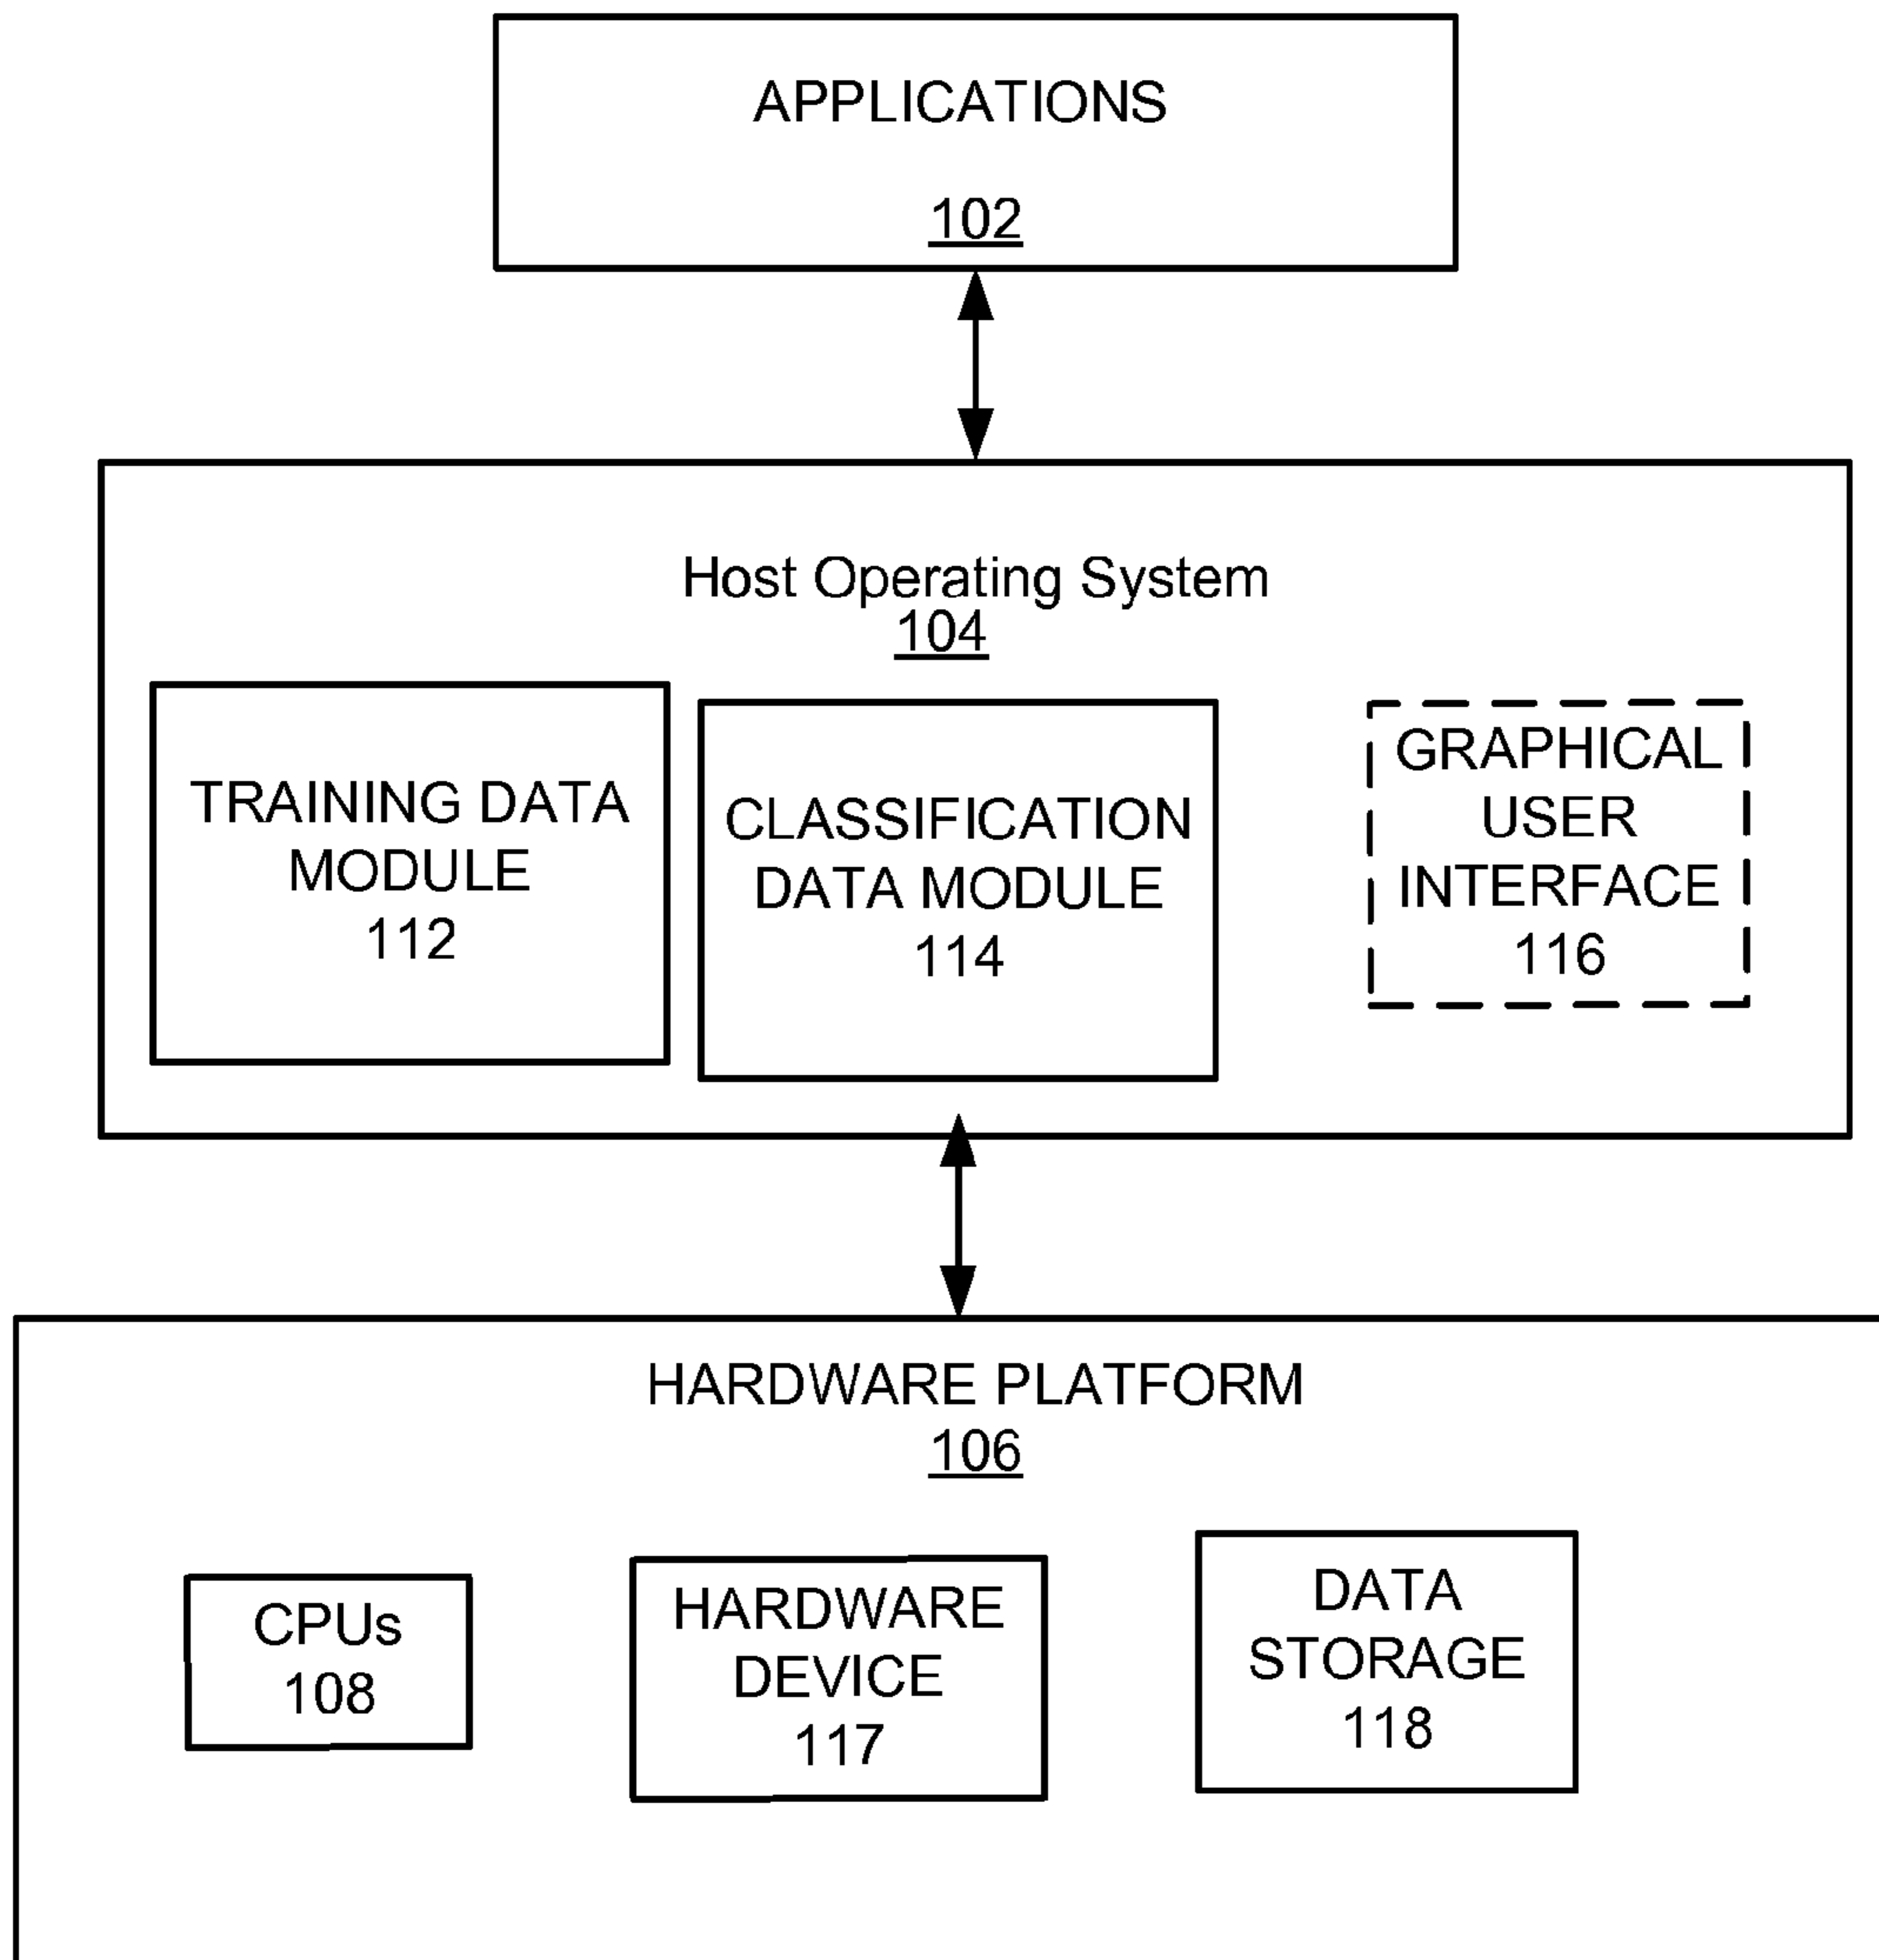 APPLICATIONS
102
Host Operating System
104
TRAINING DATA
MODULE
112
CLASSIFICATION
DATA MODULE
114
GRAPHICAL
USER
INTERFACE
116
HARDWARE PLATFORM
106
CPUs
108
HARDWARE
DEVICE
117
DATA
STORAGE
118